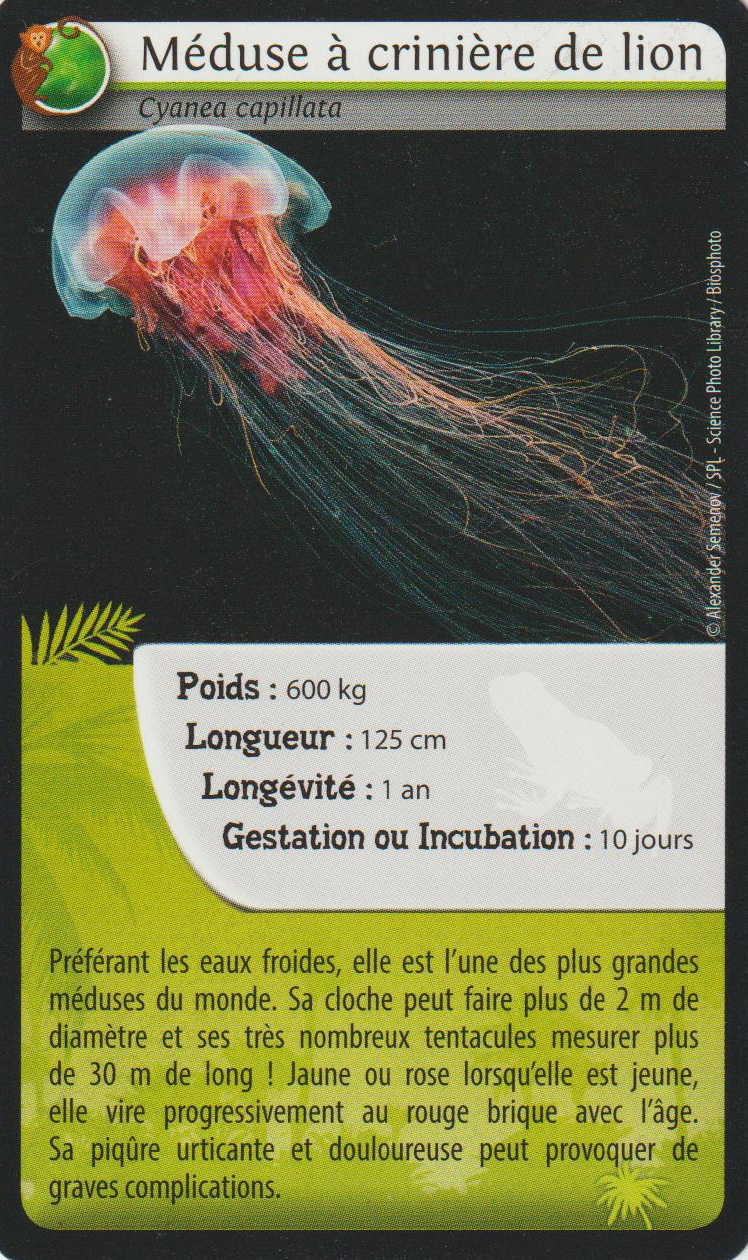 Méduse à crinière de lion
Cyanea capillata
© Alexander Semenov / SPL - Science Photo Library / Biosphoto
Poids : 600 kg
Longueur : 125 cm
Longévité : 1 an
Gestation ou Incubation : 10 jours
Préférant les eaux froides, elle est l'une des plus grandes
méduses du monde. Sa cloche peut faire plus de 2 m de
diamètre et ses très nombreux tentacules mesurer plus
de 30 m de long ! Jaune ou rose lorsqu'elle est jeune,
elle vire progressivement au rouge brique avec l'âge.
Sa piqûre urticante et douloureuse peut provoquer de
graves complications.